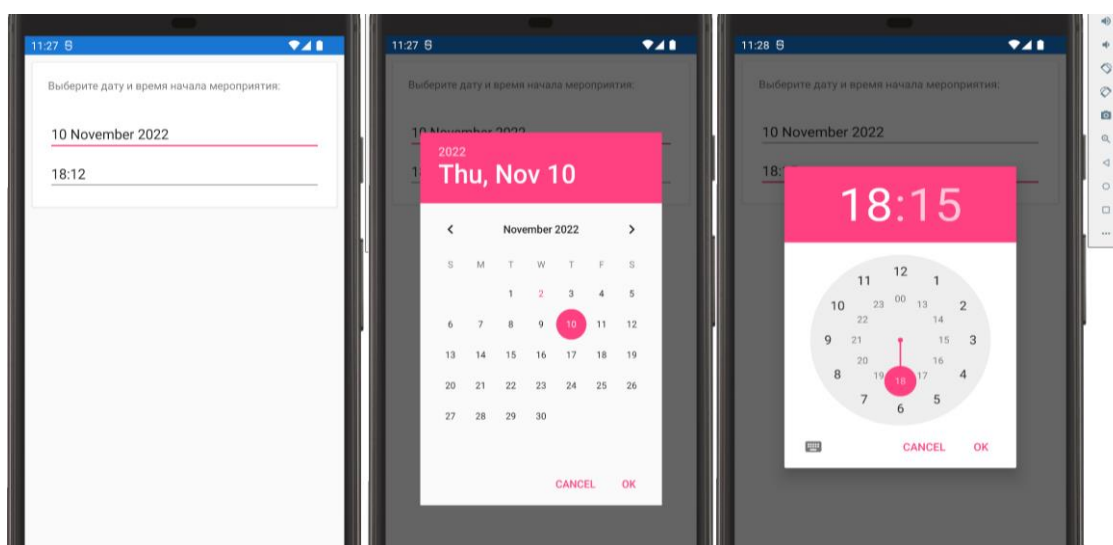 11:27
Выберите дату и время начала мероприятия:
10 November 2022
18:12
11:27
Выберите дату и время начала мероприятия:
10 November 2022
2022
Thu, Nov 10
November 2022
S M T W T F S
1 2 3 4 5
6 7 8 9 10 11 12
13 14 15 16 17 18 19
20 21 22 23 24 25 26
27 28 29 30
CANCEL OK
11:28
Выберите дату и время начала мероприятия:
10 November 2022
18:
18:15
12
11 1
23 00 13
10 2
22 14
9 21 15 3
20 16
8 19 18 17 4
7 5
6
CANCEL OK